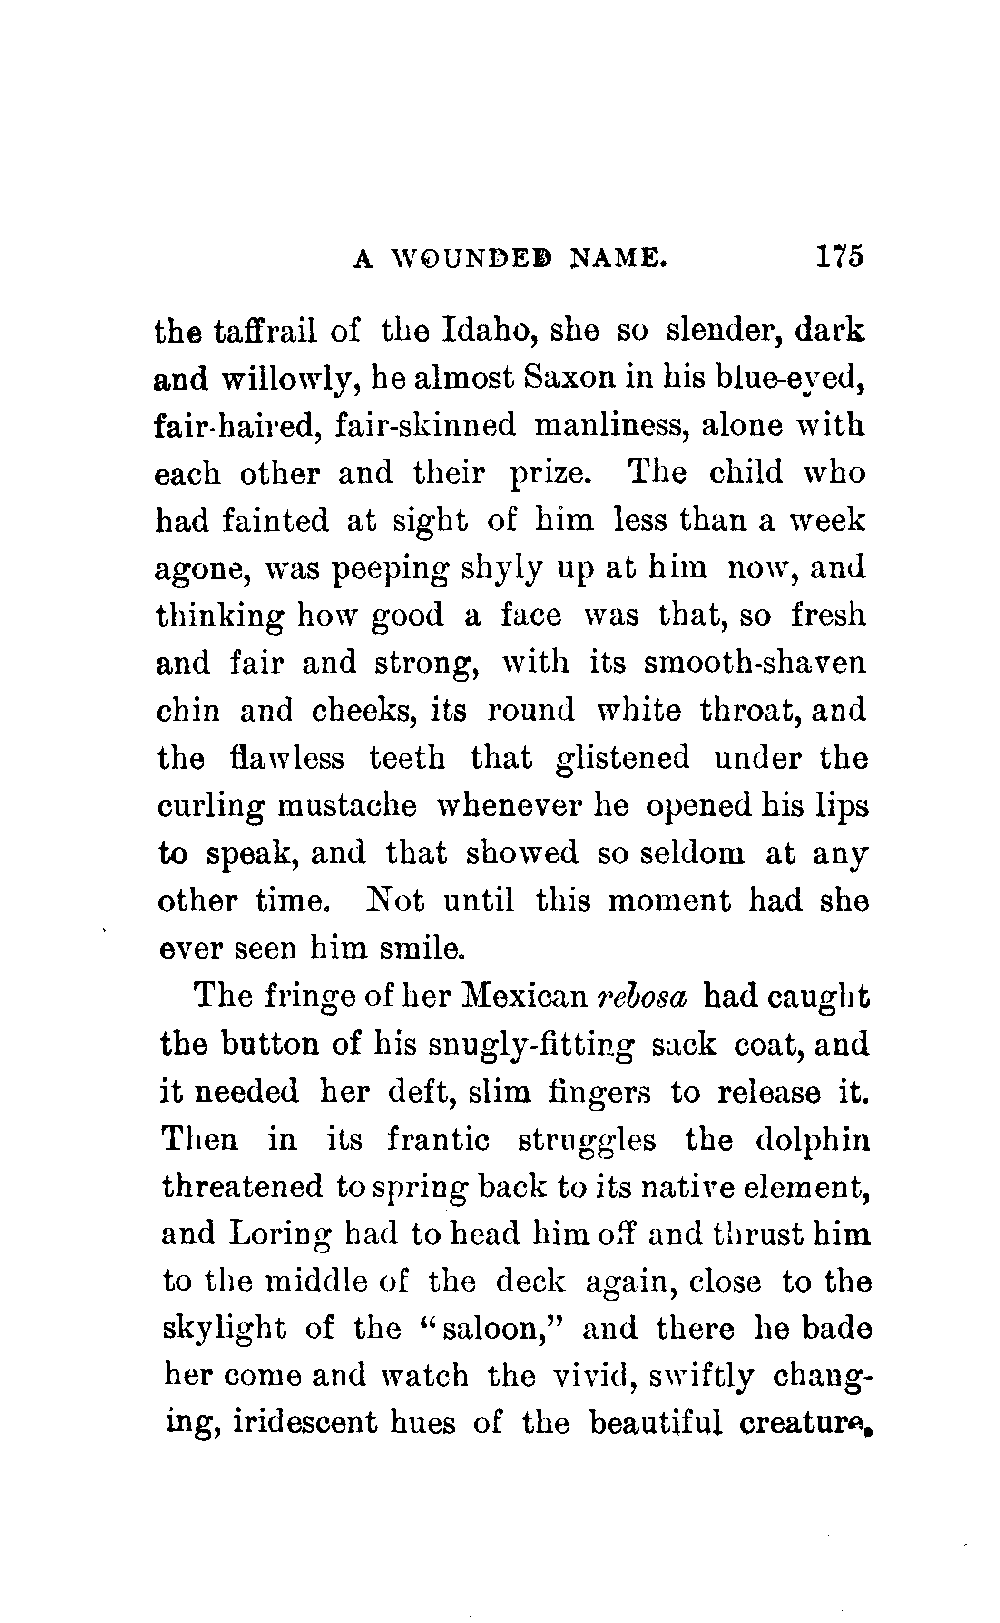 A WOUNDED NAME. 175
the taffrail of the Idaho, she so slender, dark
and willowly, he almost Saxon in his blue-eyed,
fair-haired, fair-skinned manliness, alone with
each other and their prize. The child who
had fainted at sight of him less than a week
agone, was peeping shyly up at him now, and
thinking how good a face was that, so fresh
and fair and strong, with its smooth-shaven
chin and cheeks, its round white throat, and
the flawless teeth that glistened under the
curling mustache whenever he opened his lips
to speak, and that showed so seldom at any
other time. Not until this moment had she
ever seen him smile.
The fringe of her Mexican rebosa had caught
the button of his snugly-fitting sack coat, and
it needed her deft, slim fingers to release it.
Then in its frantic struggles the dolphin
threatened to spring back to its native element,
and Loring had to head him off and thrust him
to the middle of the deck again, close to the
skylight of the “saloon,” and there he bade
her come and watch the vivid, swiftly chang-
ing, iridescent hues of the beautiful creature.